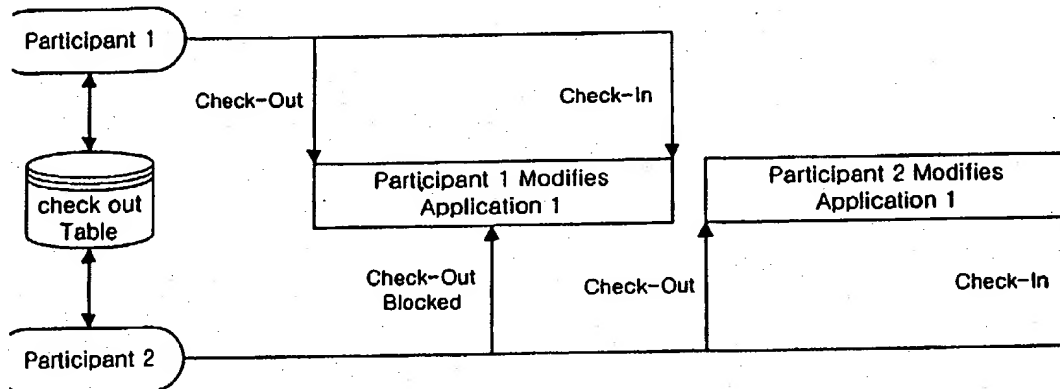 Participant 1
Check-Out
Check-In
Participant 1 Modifies
Application 1
Participant 2 Modifies
Application 1
check out
Table
Check-Out
Blocked
Check-Out
Check-In
Participant 2